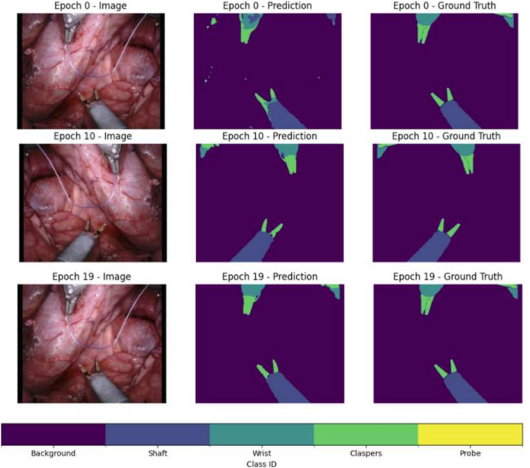 Epoch 0 - Image
Epoch 0 - Prediction
Epoch 0 - Ground Truth
Epoch 10 - Image
Epoch 10 - Prediction
Epoch 10 - Ground Truth
Epoch 19 - Image
Epoch 19 - Prediction
Epoch 19 - Ground Truth
Background
Shaft
Wrist
Claspers
Probe
Class ID